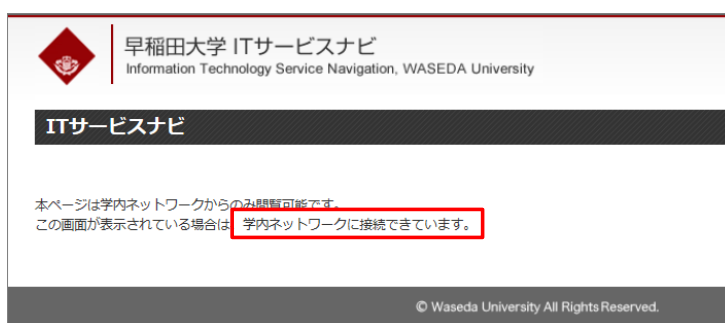 早稲田大学 ITサービスナビ
Information Technology Service Navigation, WASEDA University
ITサービスナビ
本ページは学内ネットワークからのみ閲覧可能です。
この画面が表示されている場合は、学内ネットワークに接続できています。
© Waseda University All Rights Reserved.